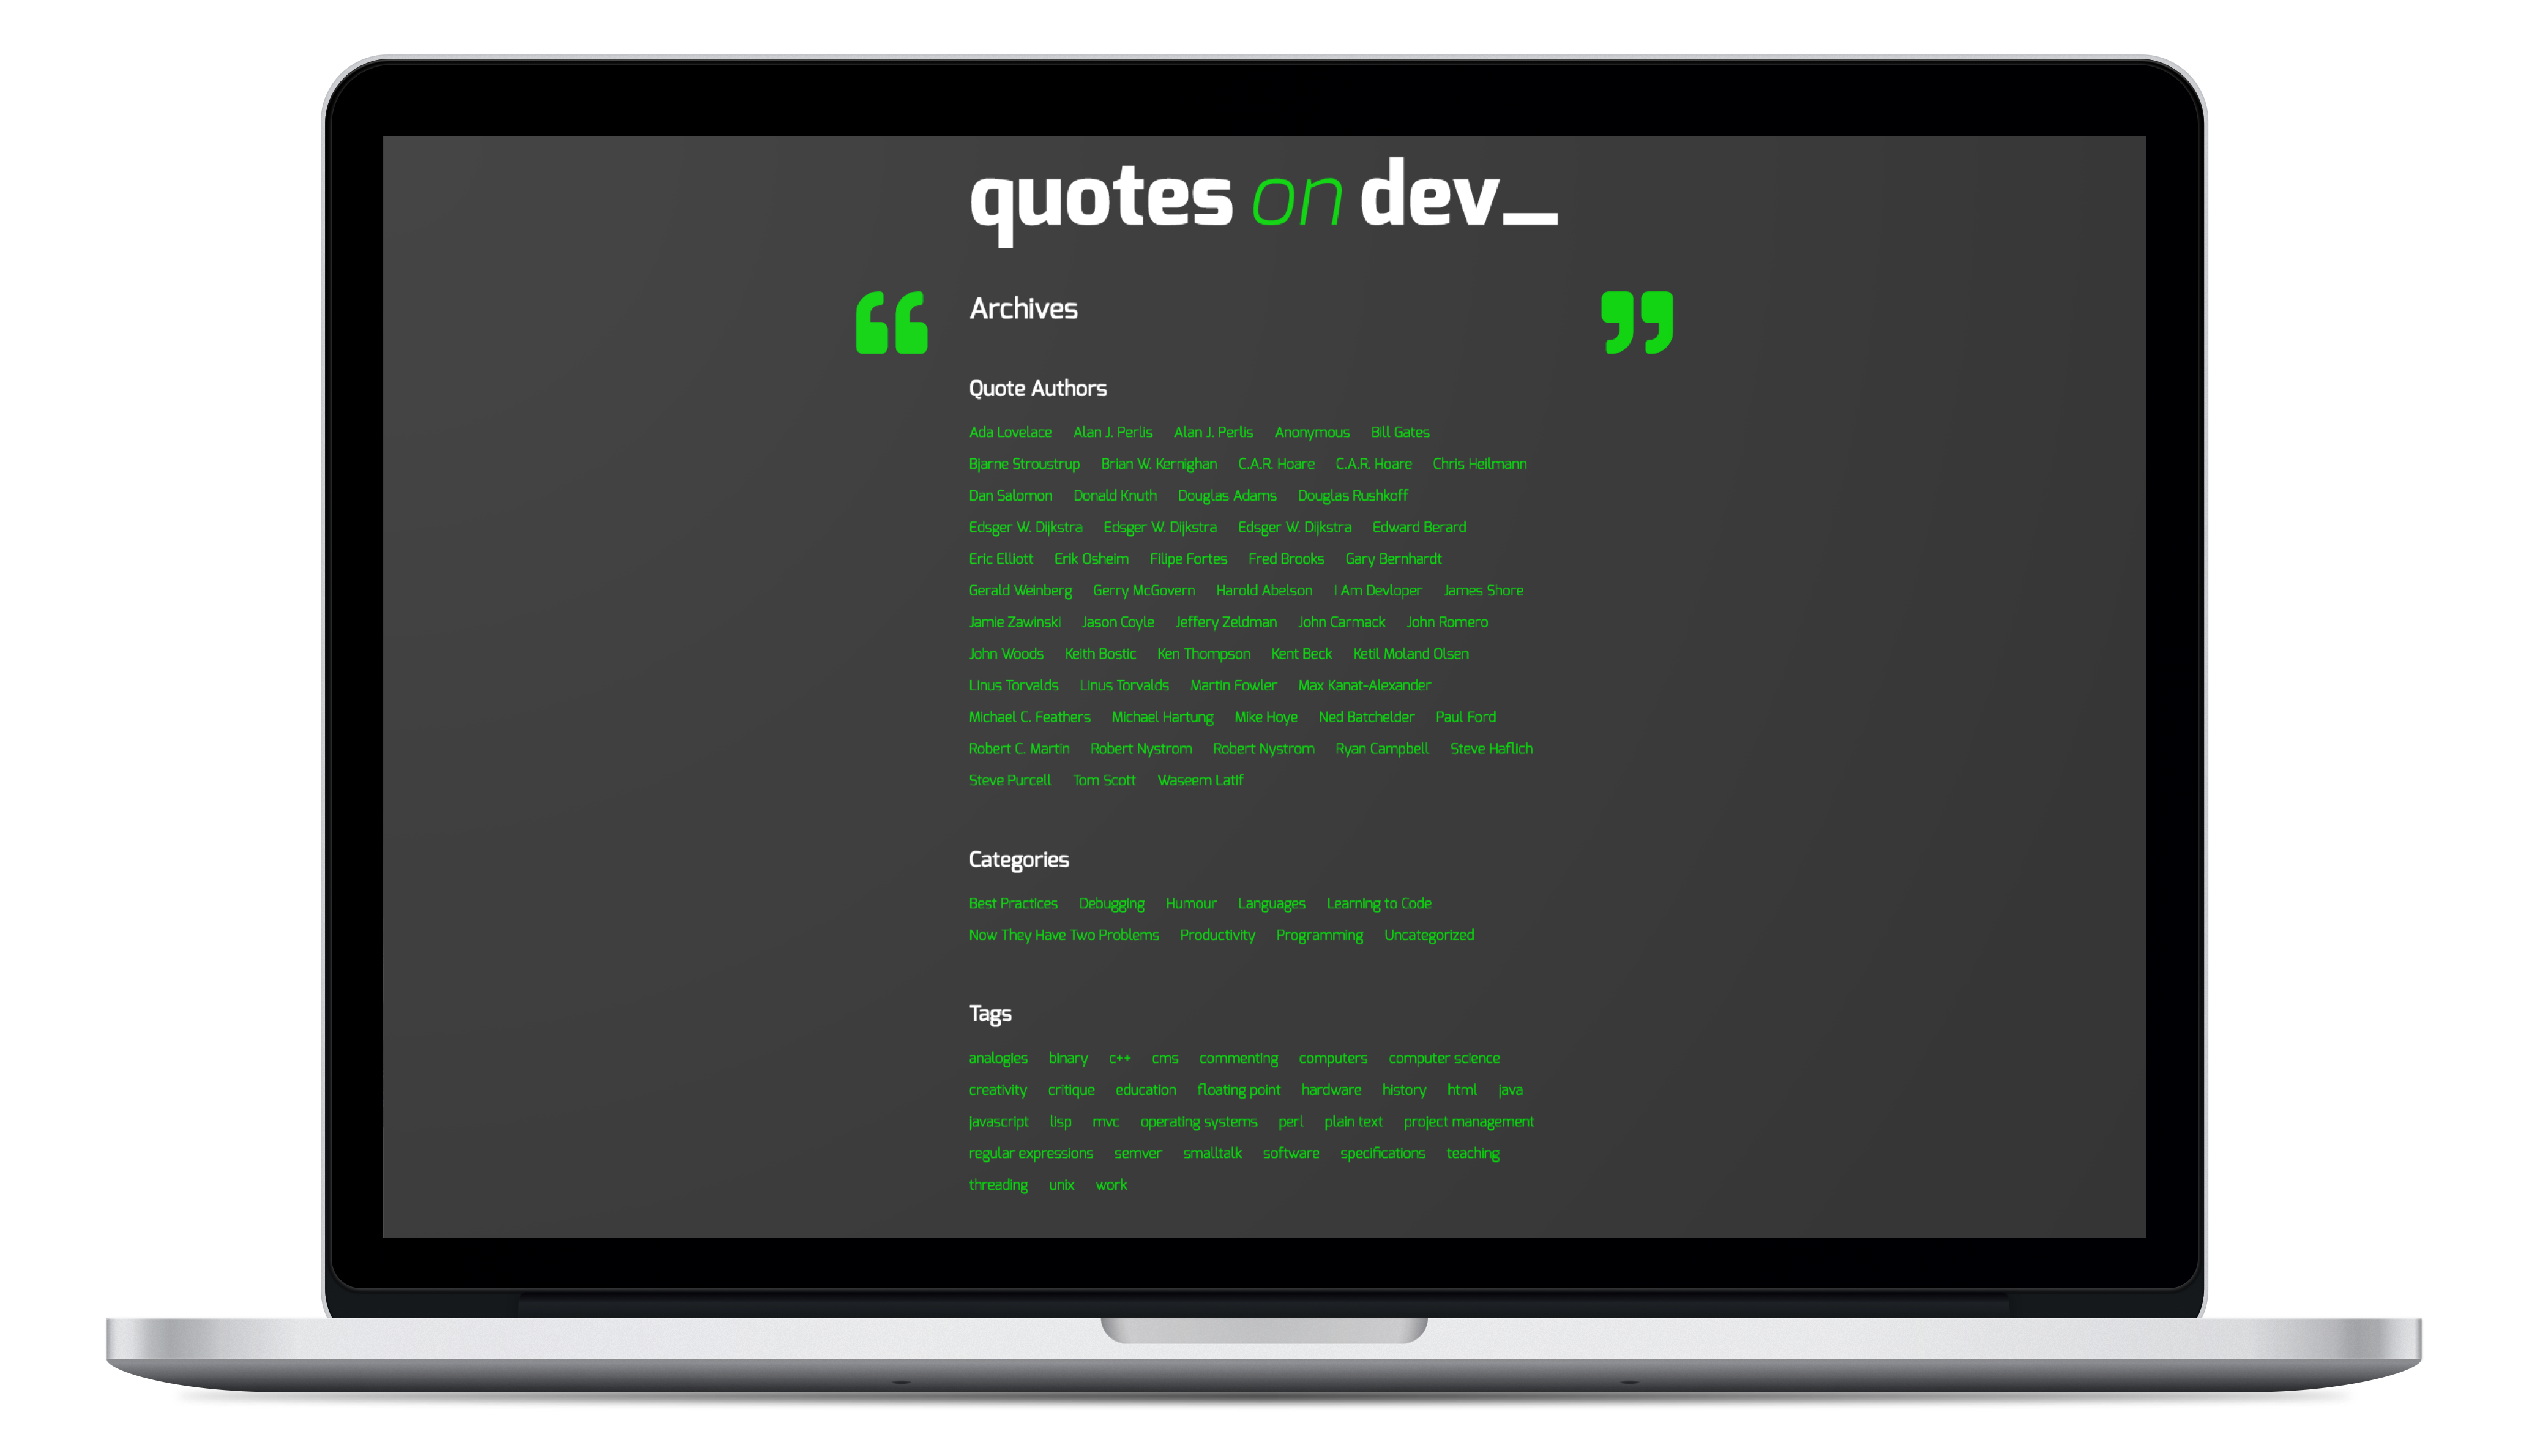 quotes on dev_
“ Archives ”
Quote Authors
Ada Lovelace Alan J. Perlis Alan J. Perlis Anonymous Bill Gates
Bjarne Stroustrup Brian W. Kernighan C.A.R. Hoare C.A.R. Hoare Chris Heilmann
Dan Salomon Donald Knuth Douglas Adams Douglas Rushkoff
Edsger W. Dijkstra Edsger W. Dijkstra Edsger W. Dijkstra Edward Berard
Eric Elliott Erik Osheim Filipe Fortes Fred Brooks Gary Bernhardt
Gerald Weinberg Gerry McGovern Harold Abelson I Am Devloper James Shore
Jamie Zawinski Jason Coyle Jeffery Zeldman John Carmack John Romero
John Woods Keith Bostic Ken Thompson Kent Beck Ketil Moland Olsen
Linus Torvalds Linus Torvalds Martin Fowler Max Kanat-Alexander
Michael C. Feathers Michael Hartung Mike Hoye Ned Batchelder Paul Ford
Robert C. Martin Robert Nystrom Robert Nystrom Ryan Campbell Steve Haflich
Steve Purcell Tom Scott Waseem Latif
Categories
Best Practices Debugging Humour Languages Learning to Code
Now They Have Two Problems Productivity Programming Uncategorized
Tags
analogies binary c++ cms commenting computers computer science
creativity critique education floating point hardware history html java
javascript lisp mvc operating systems perl plain text project management
regular expressions semver smalltalk software specifications teaching
threading unix work